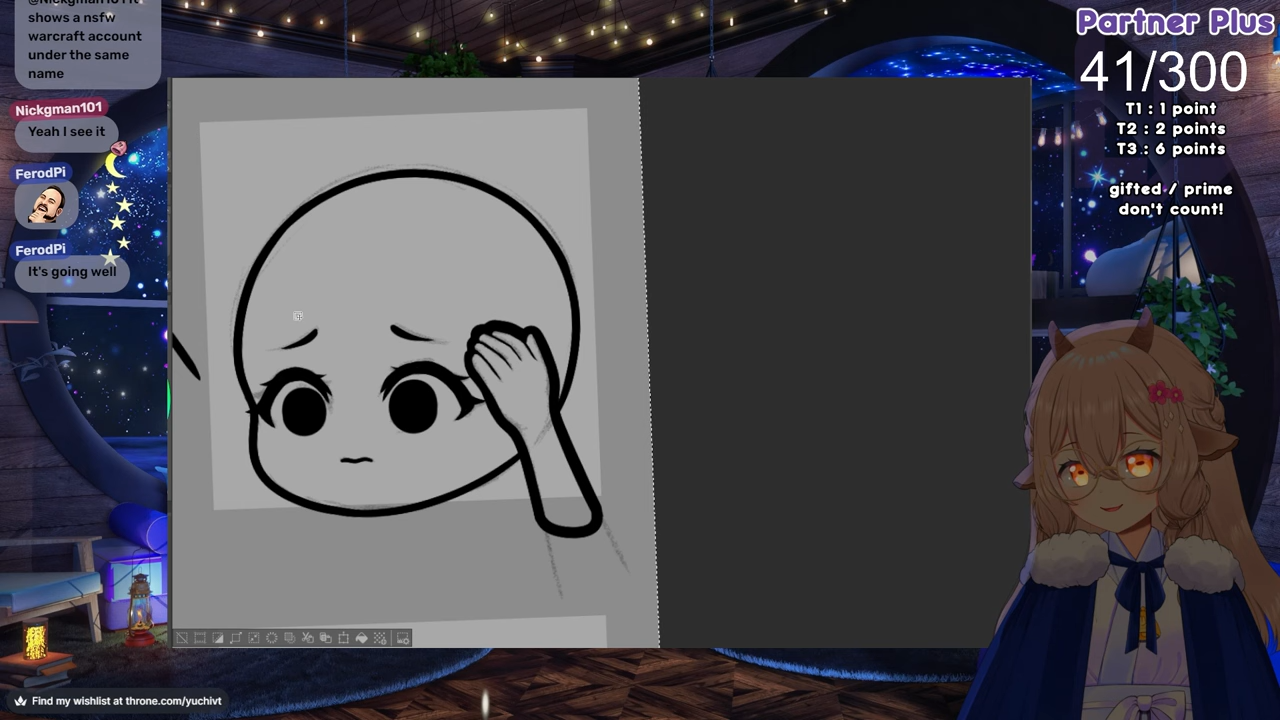 shows a nsfw
warcraft account
under the same
name
Nickgman101
Yeah I see it
FerodPi
FerodPi
It's going well
Find my wishlist at throne.com/yuchivt
Partner Plus
41/300
T1 : 1 point
T2 : 2 points
T3 : 6 points
gifted / prime
don't count!